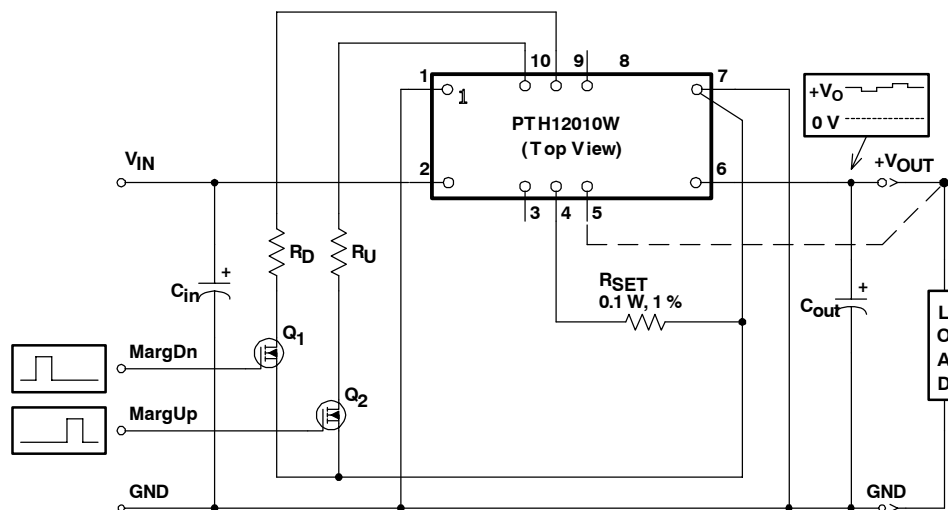 10 9 8
1 1 7
+VO
0 V
PTH12010W
(Top View)
VIN
2 6
+VOUT
3 4 5
RD RU
RSET
0.1 W, 1 %
Cin
Cout
L
O
A
D
Q1
MargDn
Q2
MargUp
GND GND